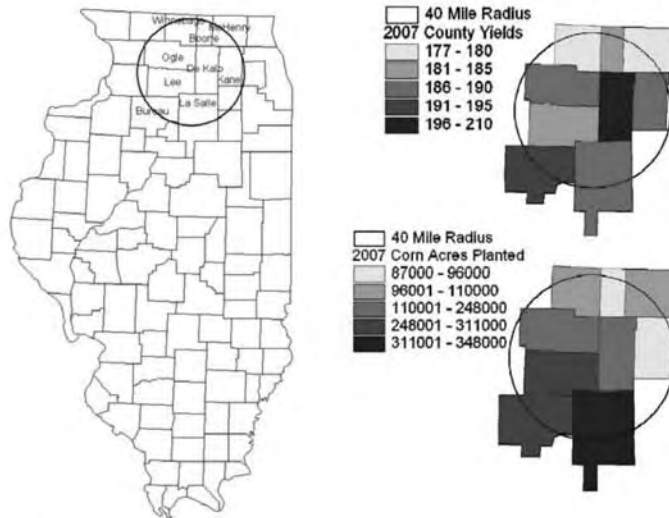 Winnebago
McHenry
Boone
Ogle
De Kalb
Kane
Lee
La Salle
Bureau
40 Mile Radius
2007 County Yields
177 - 180
181 - 185
186 - 190
191 - 195
196 - 210
40 Mile Radius
2007 Corn Acres Planted
87000 - 96000
96001 - 110000
110001 - 248000
248001 - 311000
311001 - 348000